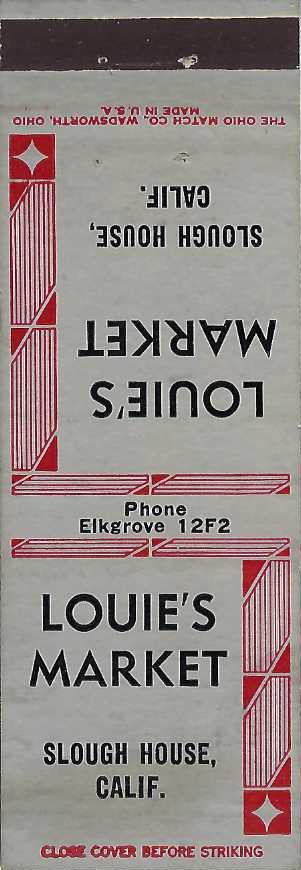 THE OHIO MATCH CO., WADSWORTH, OHIO
MADE IN U.S.A.
LOUIE'S
MARKET
SLOUGH HOUSE,
CALIF.
Phone
Elkgrove 12F2
LOUIE'S
MARKET
SLOUGH HOUSE,
CALIF.
CLOSE COVER BEFORE STRIKING